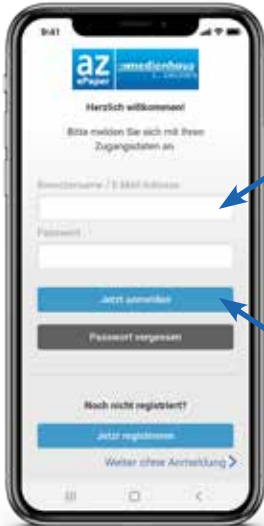 9:41
az
ePaper
medienhaus
Herzlich willkommen!
Bitte melden Sie sich mit Ihren
Zugangsdaten an
Benutzername / E-Mail-Adresse
Passwort
Jetzt anmelden
Passwort vergessen
Noch nicht registriert?
Jetzt registrieren
Weiter ohne Anmeldung